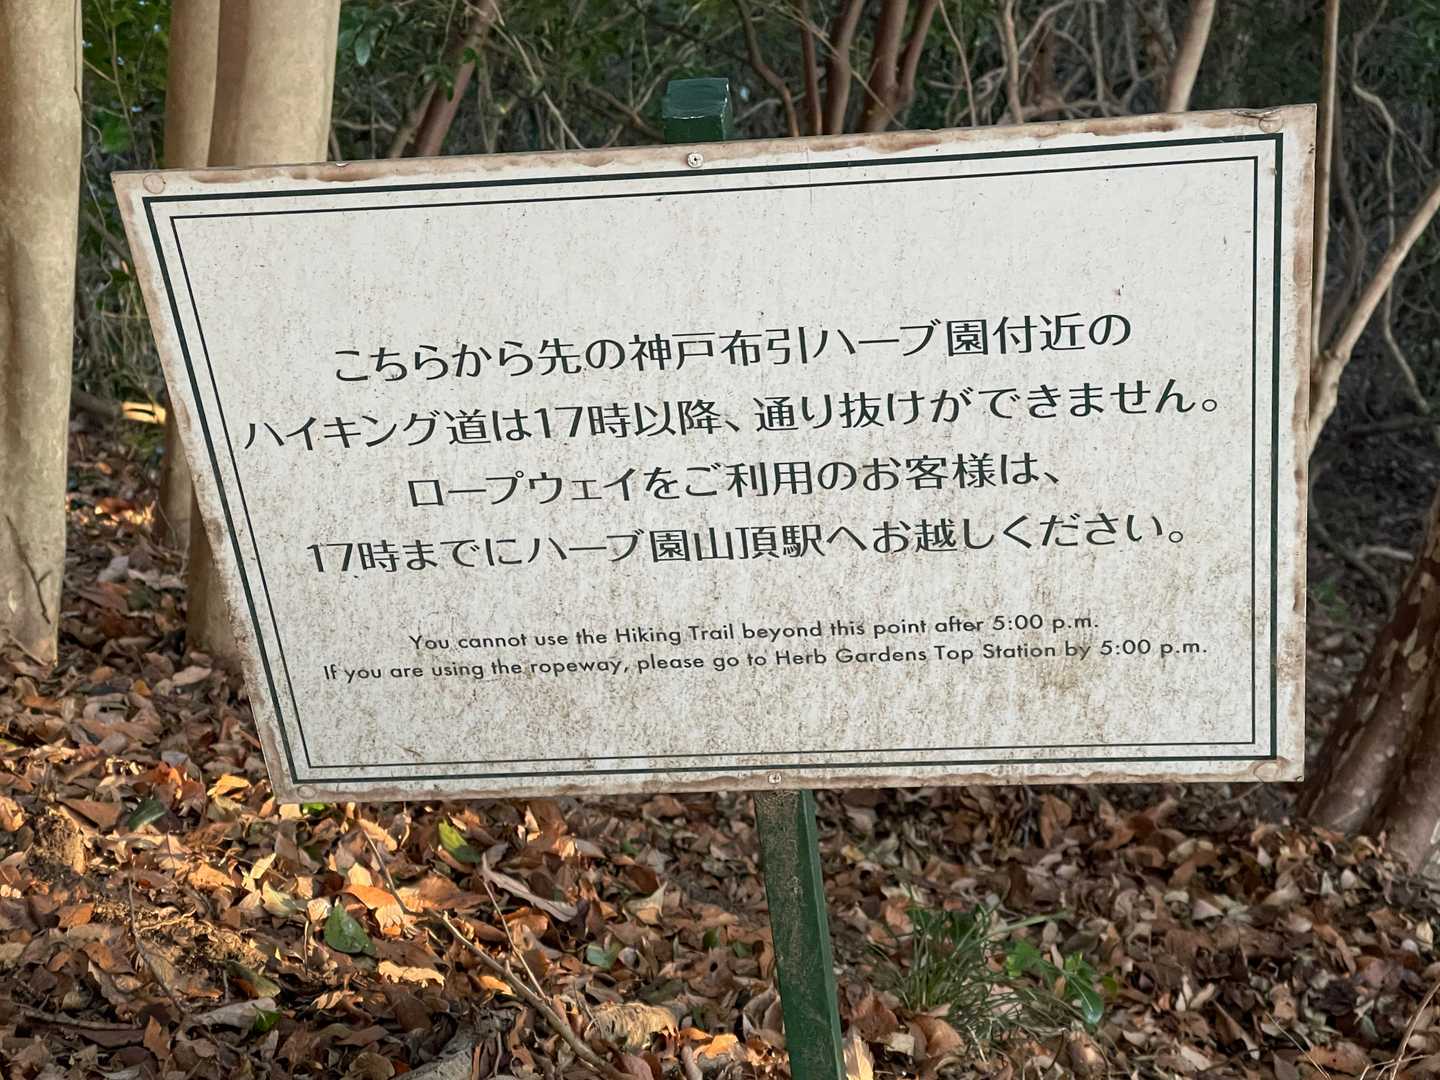 こちらから先の神戸布引ハーブ園付近の
ハイキング道は17時以降、通り抜けができません。
ロープウェイをご利用のお客様は、
17時までにハーブ園山頂駅へお越しください。
You cannot use the Hiking Trail beyond this point after 5:00 p.m.
If you are using the ropeway, please go to Herb Gardens Top Station by 5:00 p.m.